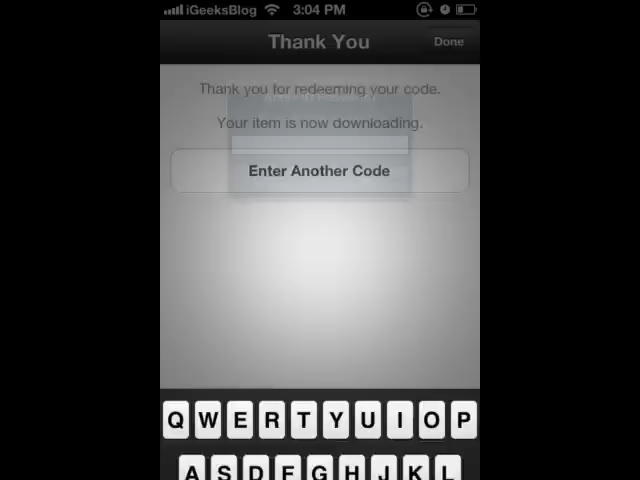 iGeeksBlog 3:04 PM
Thank You Done
Thank you for redeeming your code.
Your item is now downloading.
Enter Another Code
Q W E R T Y U I O P
A S D F G H J K L